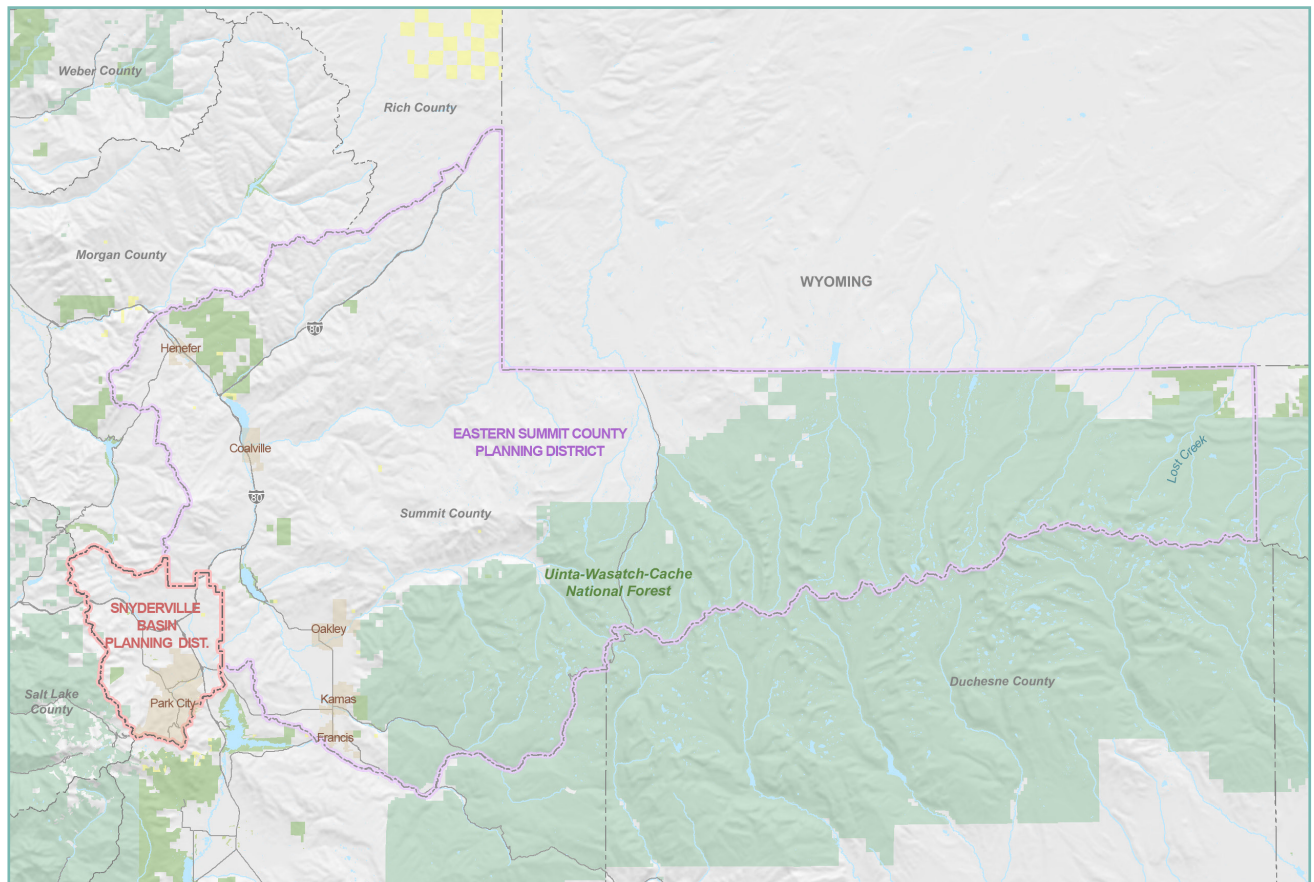 Weber County
Rich County
Morgan County
WYOMING
80
Henefer
EASTERN SUMMIT COUNTY
PLANNING DISTRICT
Coalville
Lost Creek
80
Summit County
Uinta-Wasatch-Cache
National Forest
SNYDERVILLE
BASIN
PLANNING DIST.
Oakley
Duchesne County
Salt Lake
County
Park City
Kamas
Francis